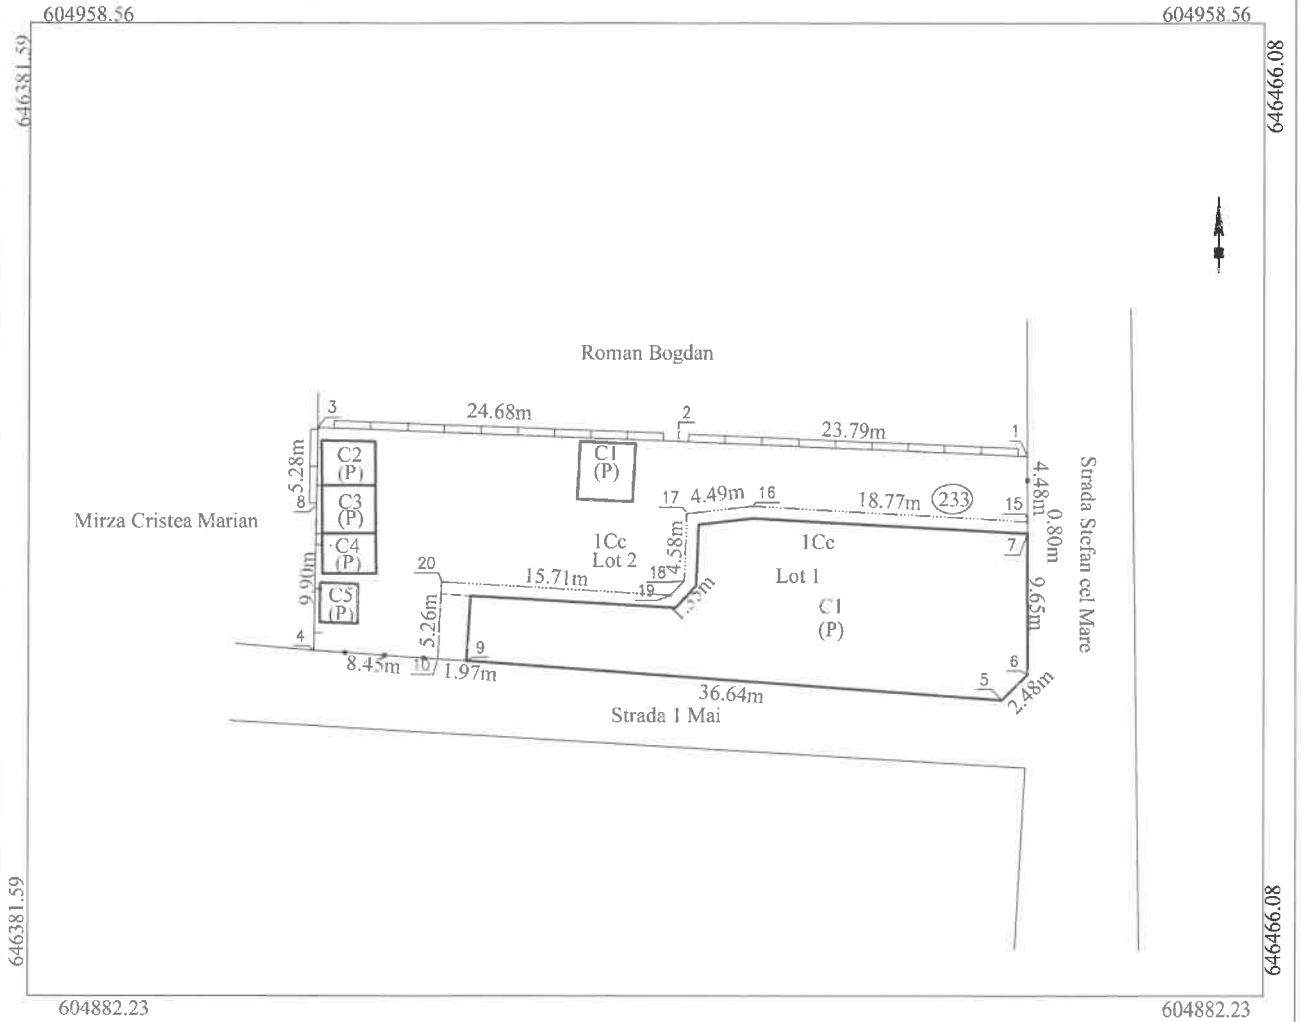 604958.56
604958.56
646381.59
646466.08
Roman Bogdan
3
24.68m
2
23.79m
1
5.28m
8
C2
(P)
C1
(P)
4.48m
Strada Stefan cel Mare
Mirza Cristea Marian
C3
(P)
17
4.49m
16
18.77m
233
15
0.80m
7
C4
(P)
1Cc
Lot 2
4.58m
1Cc
Lot 1
20
15.71m
18
19
.55m
9.90m
C5
(P)
5.26m
C1
(P)
9.65m
4
8.45m
10
1.97m
9
36.64m
5
6
2.48m
Strada 1 Mai
646381.59
646466.08
604882.23
604882.23